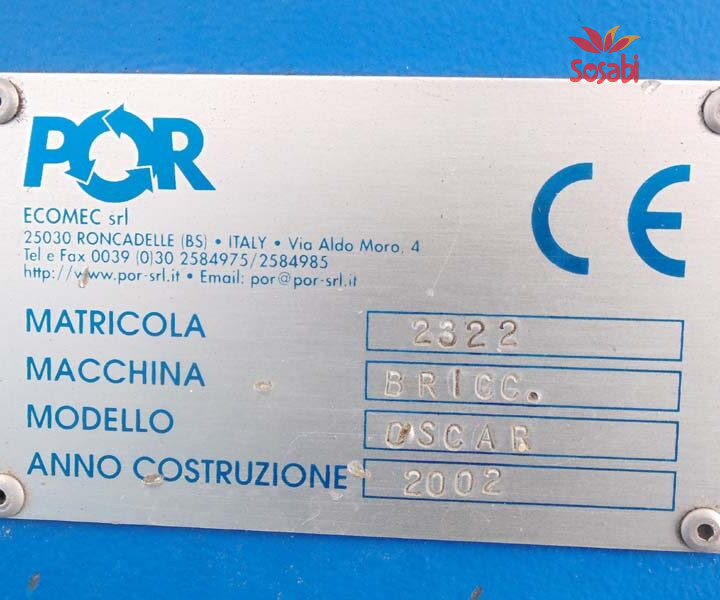 Sosabi
POR
CE
ECOMEC srl
25030 RONCADELLE (BS) • ITALY • Via Aldo Moro, 4
Tel e Fax 0039 (0)30 2584975/2584985
http://www.por-srl.it • Email: por@por-srl.it
MATRICOLA 2322
MACCHINA BRICC.
MODELLO OSCAR
ANNO COSTRUZIONE 2002